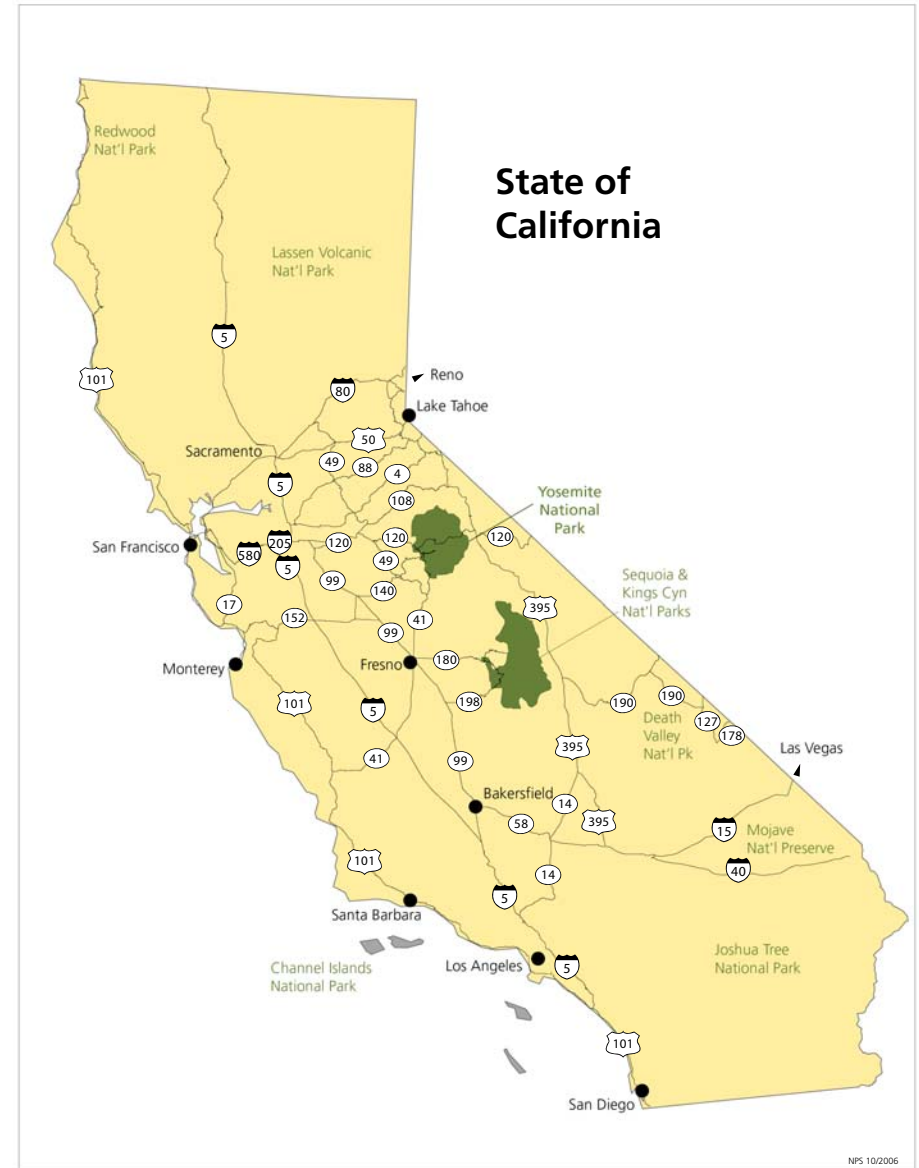 State of
California
Redwood
Nat'l Park
Lassen Volcanic
Nat'l Park
5
101
80
Reno
Lake Tahoe
50
Sacramento
49
88
4
5
108
Yosemite
National
Park
San Francisco
580
205
120
120
120
5
49
99
140
Sequoia &
Kings Cyn
Nat'l Parks
17
152
41
395
99
Monterey
Fresno
180
101
5
198
190
190
127
178
Death
Valley
Nat'l Pk
41
99
395
Las Vegas
Bakersfield
14
58
395
15
Mojave
Nat'l Preserve
40
101
14
5
Santa Barbara
Los Angeles
5
Channel Islands
National Park
Joshua Tree
National Park
101
San Diego
NPS 10/2006